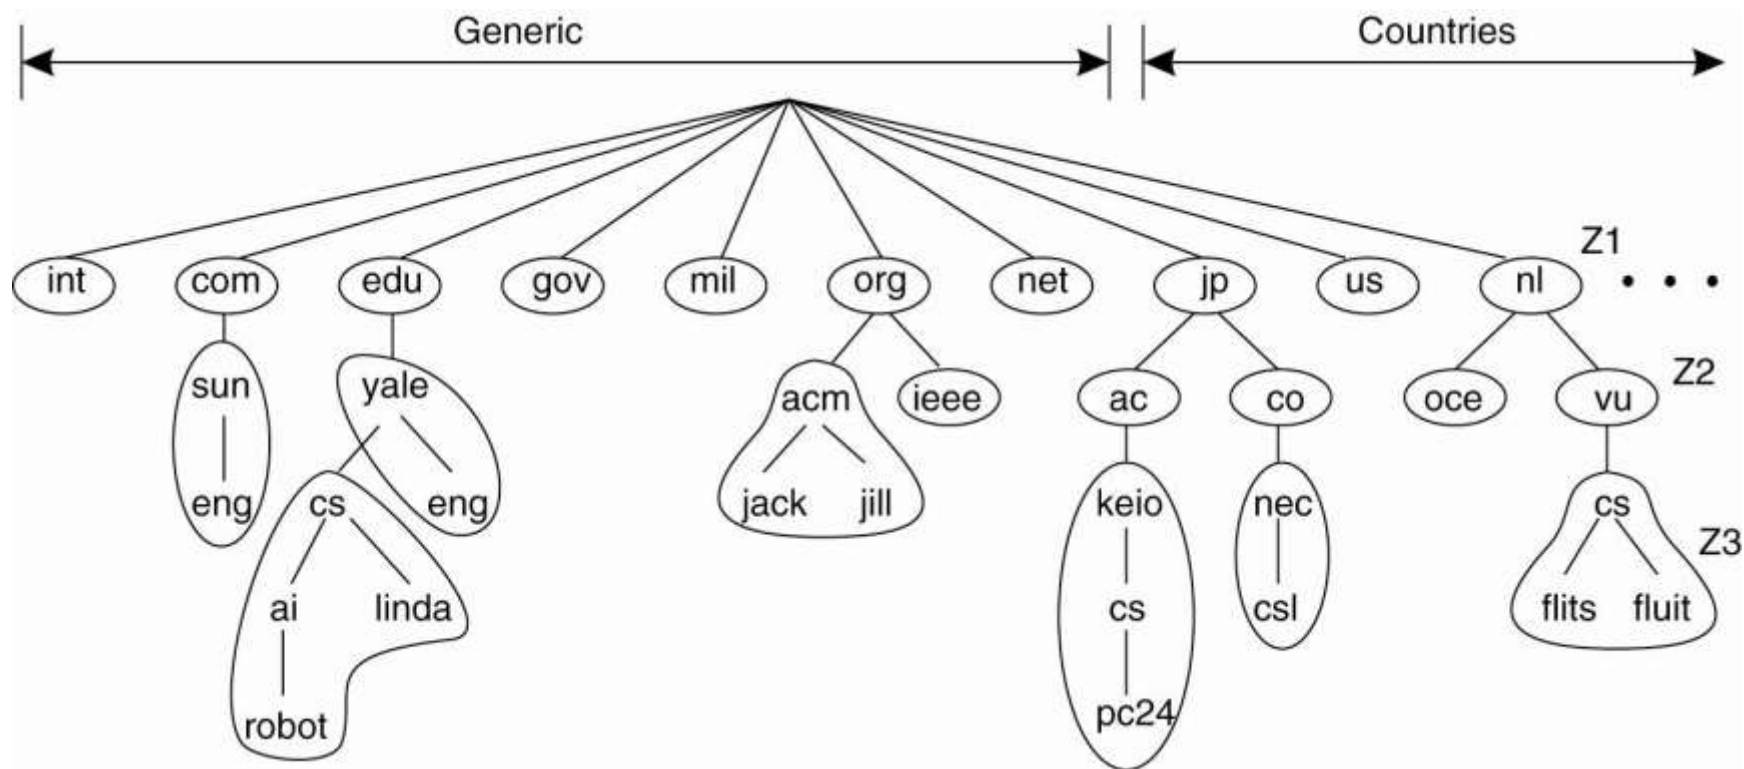 Generic Countries
Z1
int com edu gov mil org net jp us nl • • •
Z2
sun yale acm ieee ac co oce vu
eng cs eng jack jill keio nec cs
Z3
ai linda cs csl flits fluit
robot pc24